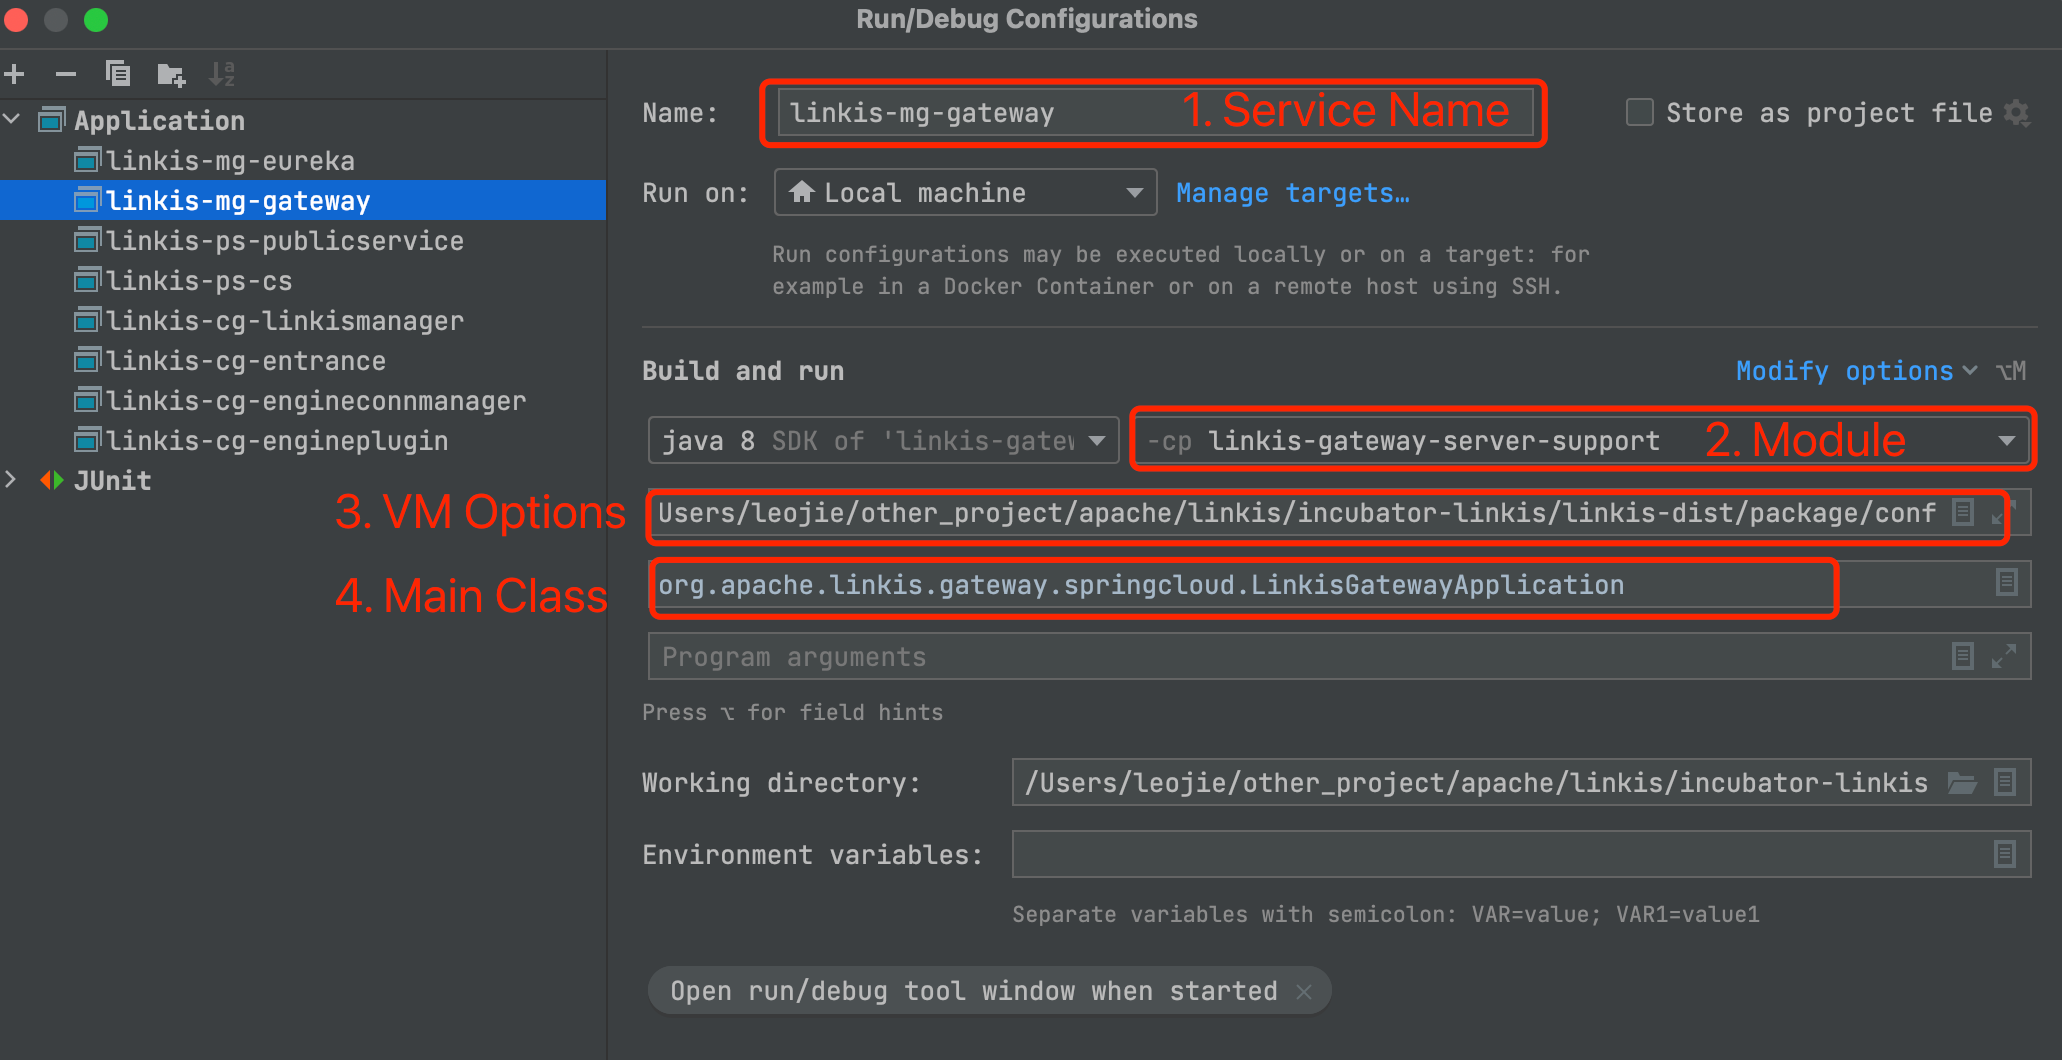 Run/Debug Configurations
Application
linkis-mg-eureka
linkis-mg-gateway
linkis-ps-publicservice
linkis-ps-cs
linkis-cg-linkismanager
linkis-cg-entrance
linkis-cg-engineconnmanager
linkis-cg-engineplugin
JUnit
Name: linkis-mg-gateway 1. Service Name Store as project file
Run on: Local machine Manage targets...
Run configurations may be executed locally or on a target: for
example in a Docker Container or on a remote host using SSH.
Build and run Modify options ⌥M
java 8 SDK of 'linkis-gatew -cp linkis-gateway-server-support 2. Module
3. VM Options Users/leojie/other_project/apache/linkis/incubator-linkis/linkis-dist/package/conf
4. Main Class org.apache.linkis.gateway.springcloud.LinkisGatewayApplication
Program arguments
Press ⌥ for field hints
Working directory: /Users/leojie/other_project/apache/linkis/incubator-linkis
Environment variables:
Separate variables with semicolon: VAR=value; VAR1=value1
Open run/debug tool window when started ×